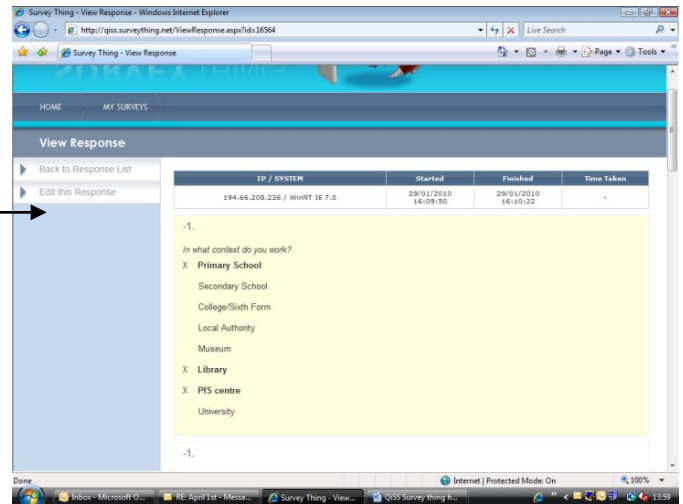 Survey Thing - View Response - Windows Internet Explorer
http://qiss.surveything.net/ViewResponse.aspx?id=16564
Live Search
Survey Thing - View Response
Page
Tools
HOME
MY SURVEYS
View Response
Back to Response List
Edit this Response
IP / SYSTEM Started Finished Time Taken
194.66.208.236 / WinNT IE 7.0 29/01/2010 16:09:50 29/01/2010 16:10:22 -
-1.
In what context do you work?
X Primary School
Secondary School
College/Sixth Form
Local Authority
Museum
X Library
X PfS centre
University
-1.
Done
Internet | Protected Mode: On
100%
Inbox - Microsoft O...
RE: April 1st - Messa...
Survey Thing - View...
QiSS Survey thing h...
13:59